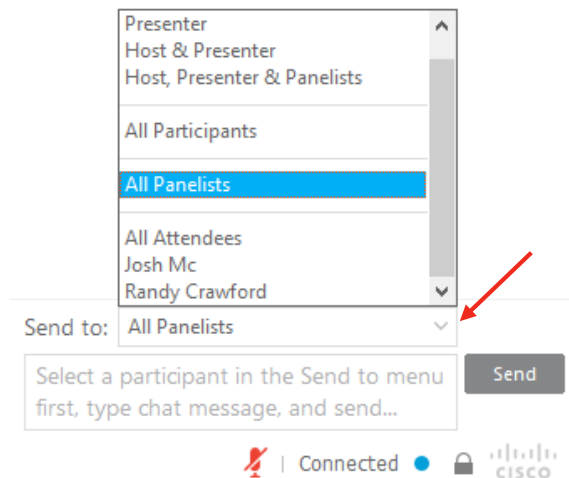 Presenter
Host & Presenter
Host, Presenter & Panelists
All Participants
All Panelists
All Attendees
Josh Mc
Randy Crawford
Send to: All Panelists
Select a participant in the Send to menu
first, type chat message, and send...
Send
Connected
CISCO